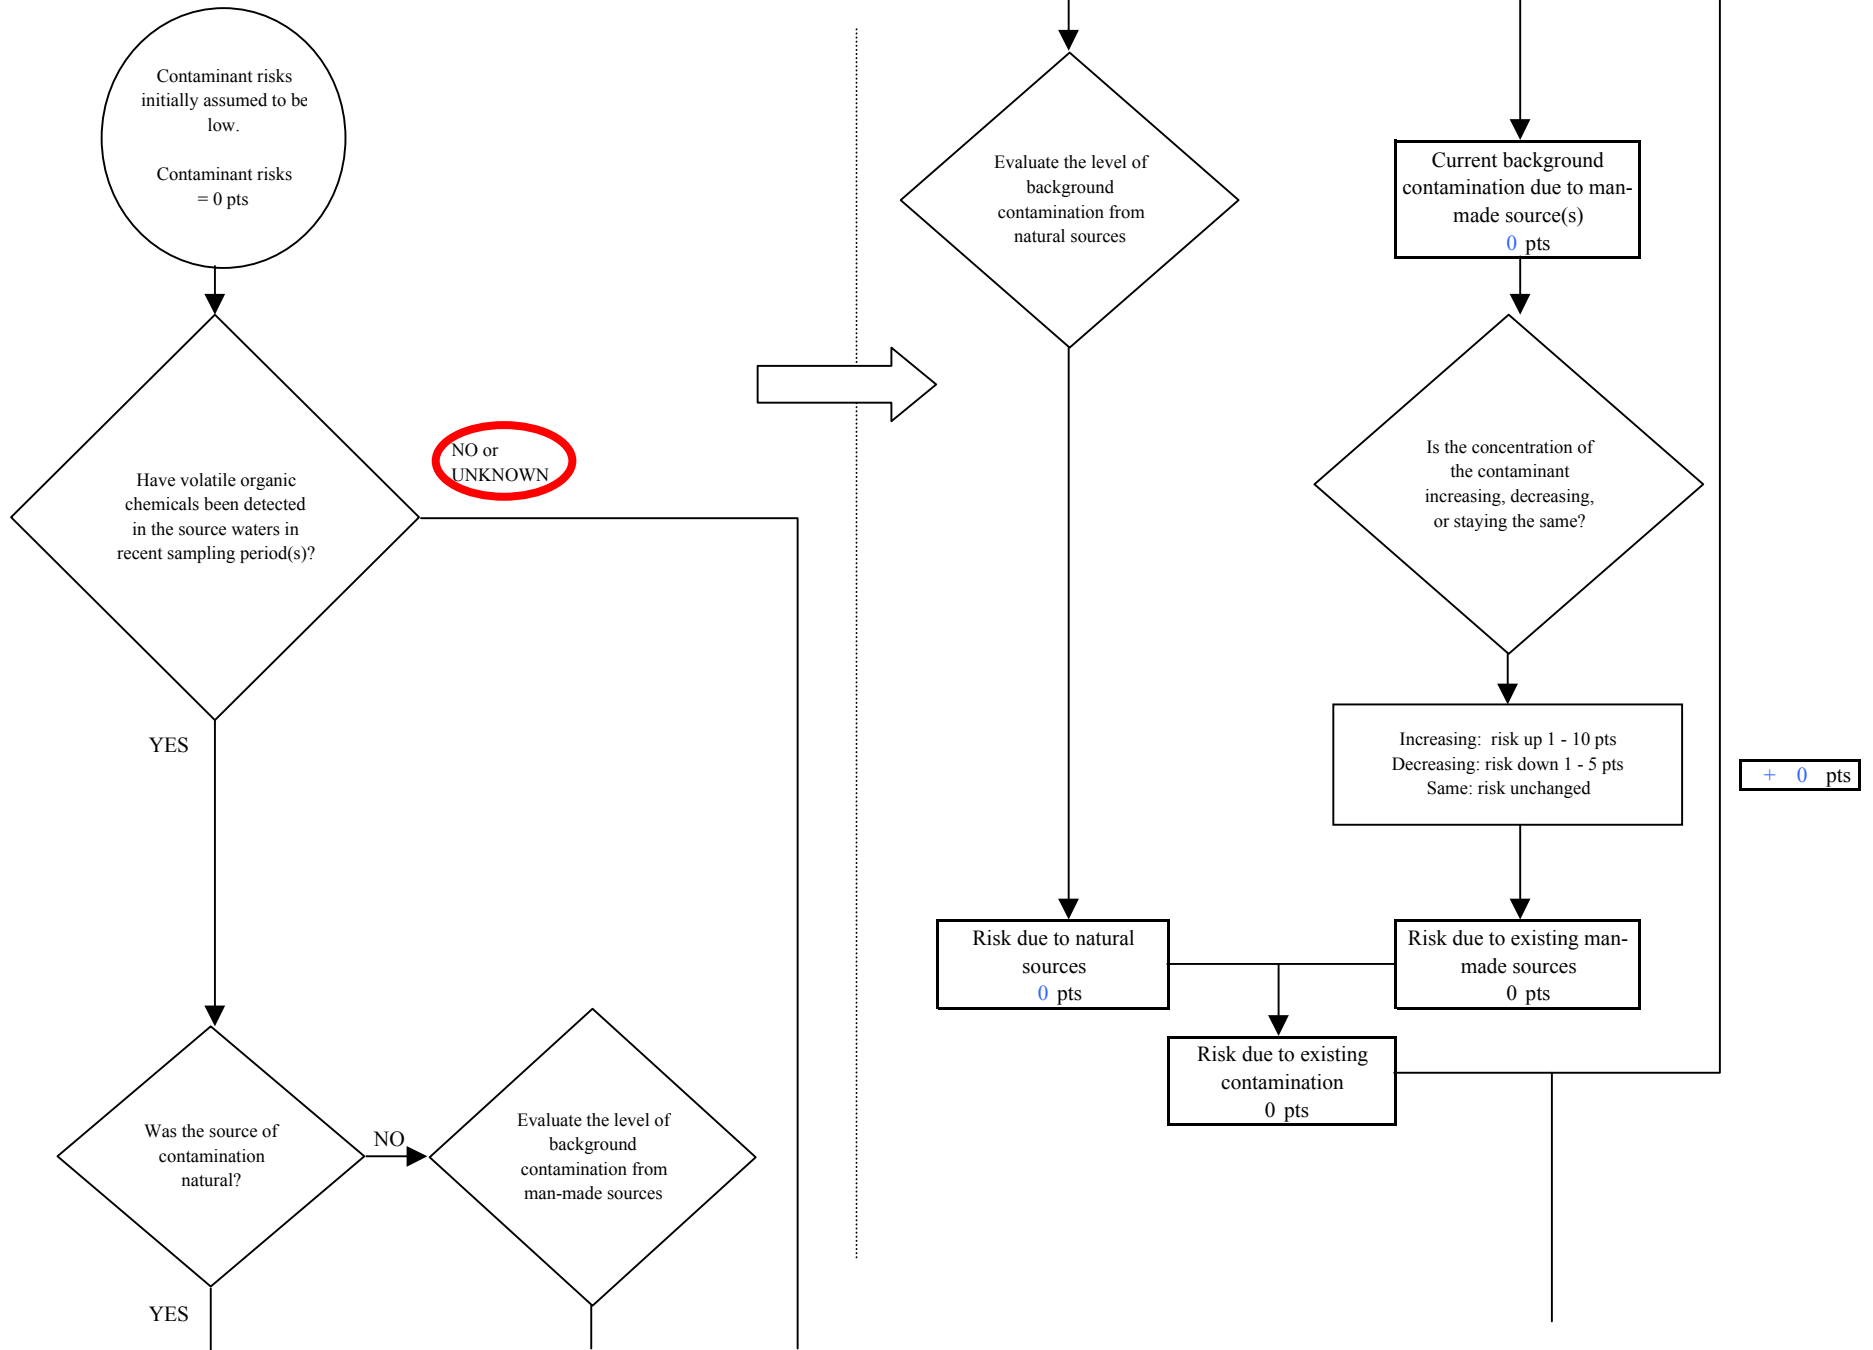 Contaminant risks
initially assumed to be
low.
Contaminant risks
= 0 pts
Have volatile organic
chemicals been detected
in the source waters in
recent sampling period(s)?
NO or
UNKNOWN
YES
Was the source of
contamination
natural?
NO
Evaluate the level of
background
contamination from
man-made sources
YES
Evaluate the level of
background
contamination from
natural sources
Current background
contamination due to man-
made source(s)
0 pts
Is the concentration of
the contaminant
increasing, decreasing,
or staying the same?
Increasing: risk up 1 - 10 pts
Decreasing: risk down 1 - 5 pts
Same: risk unchanged
+ 0 pts
Risk due to natural
sources
0 pts
Risk due to existing man-
made sources
0 pts
Risk due to existing
contamination
0 pts